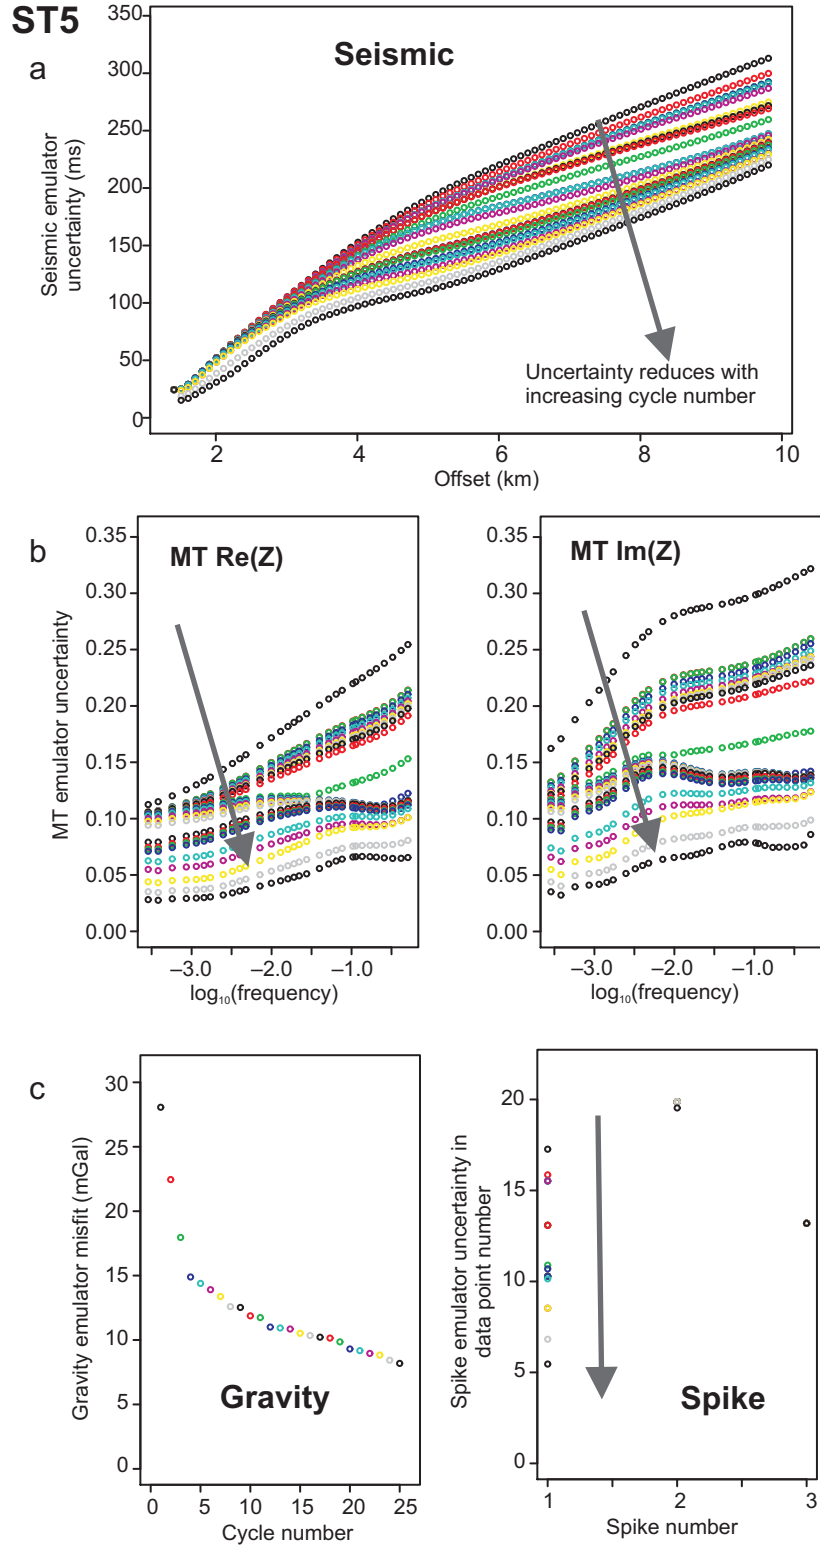 ST5
a
Seismic
Seismic emulator
uncertainty (ms)
350
300
250
200
150
100
50
0
2 4 6 8 10
Offset (km)
Uncertainty reduces with
increasing cycle number
b
MT Re(Z)
MT emulator uncertainty
0.35
0.30
0.25
0.20
0.15
0.10
0.05
0.00
–3.0 –2.0 –1.0
log10(frequency)
MT Im(Z)
0.35
0.30
0.25
0.20
0.15
0.10
0.05
0.00
–3.0 –2.0 –1.0
log10(frequency)
c
Gravity emulator misfit (mGal)
30
25
20
15
10
5
0
Gravity
0 5 10 15 20 25
Cycle number
Spike emulator uncertainty in
data point number
20
15
10
5
0
Spike
1 2 3
Spike number